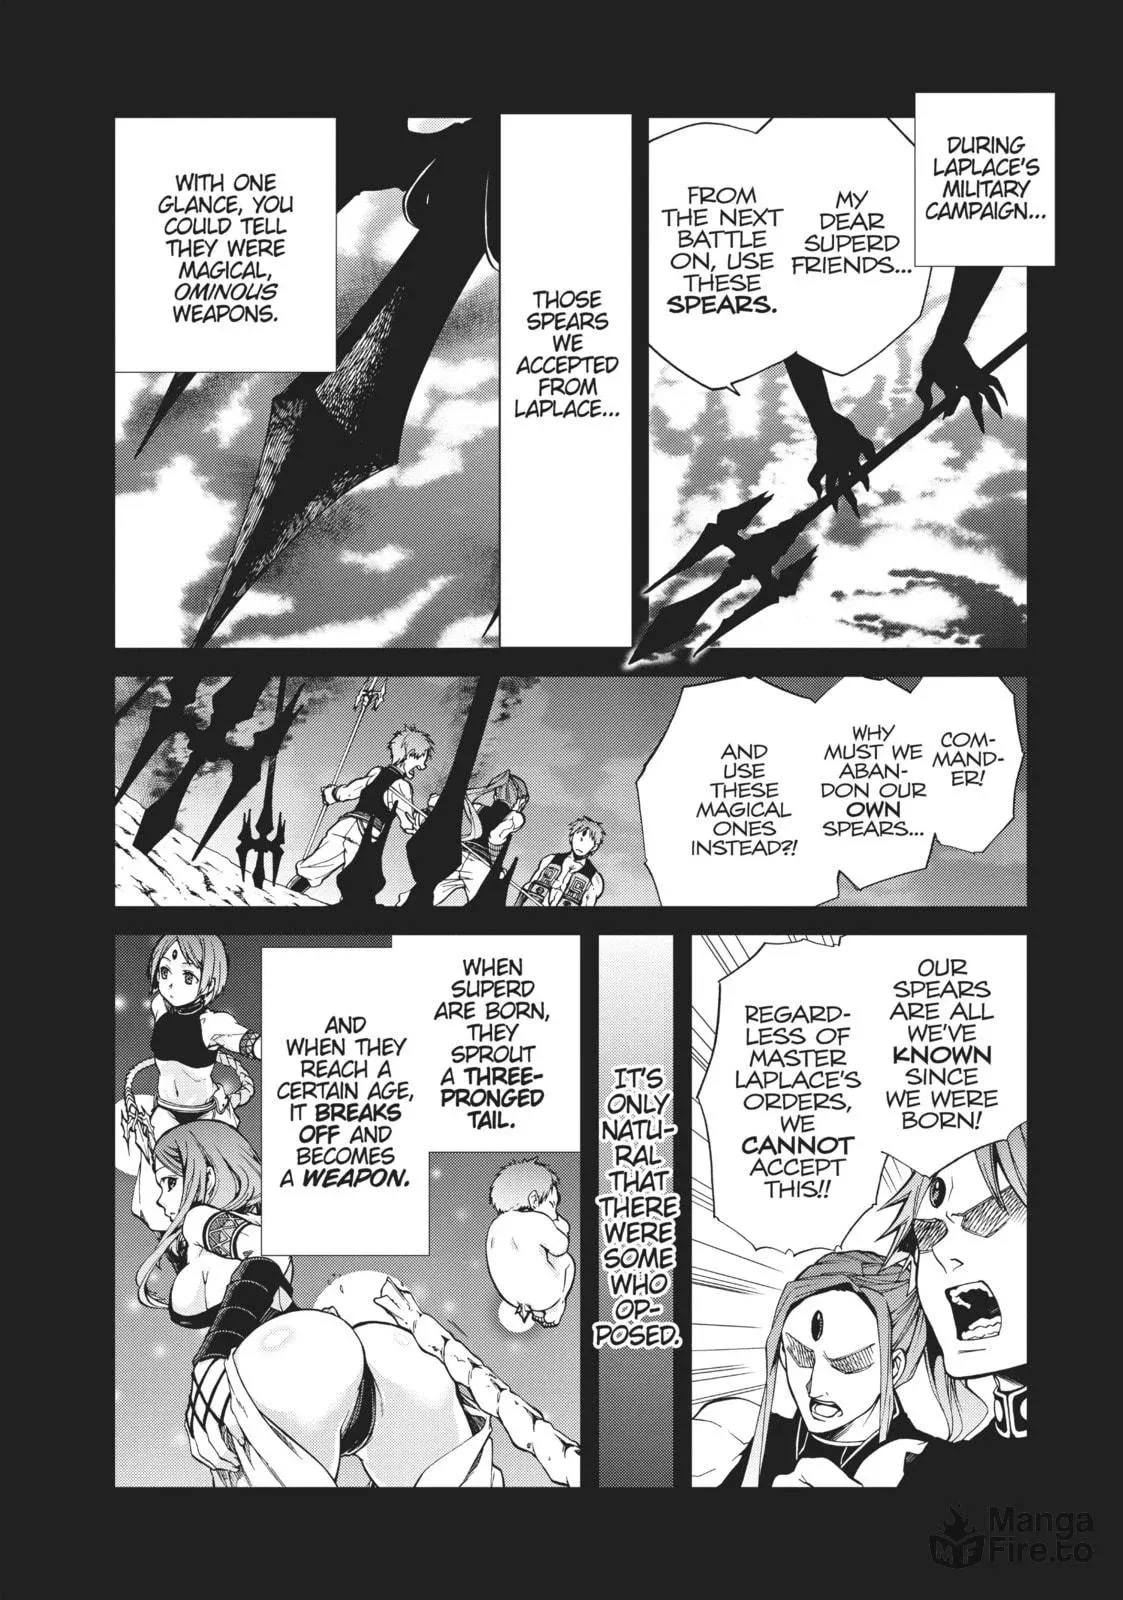 DURING
LAPLACE'S
MILITARY
CAMPAIGN...
MY
DEAR
SUPERD
FRIENDS...
FROM
THE NEXT
BATTLE
ON, USE
THESE
SPEARS.
THOSE
SPEARS
WE
ACCEPTED
FROM
LAPLACE...
WITH ONE
GLANCE, YOU
COULD TELL
THEY WERE
MAGICAL,
OMINOUS
WEAPONS.
COM-
MAND-
ER!
WHY
MUST WE
ABAN-
DON OUR
OWN
SPEARS...
AND
USE
THESE
MAGICAL
ONES
INSTEAD?!
OUR
SPEARS
ARE ALL
WE'VE
KNOWN
SINCE
WE WERE
BORN!
REGARD-
LESS OF
MASTER
LAPLACE'S
ORDERS,
WE
CANNOT
ACCEPT
THIS!!
IT'S
ONLY
NATU-
RAL
THAT
THERE
WERE
SOME
WHO
OP-
POSED.
WHEN
SUPERD
ARE BORN,
THEY
SPROUT
A THREE-
PRONGED
TAIL.
AND
WHEN THEY
REACH A
CERTAIN AGE,
IT BREAKS
OFF AND
BECOMES
A WEAPON.
MF
Manga
Fire.to